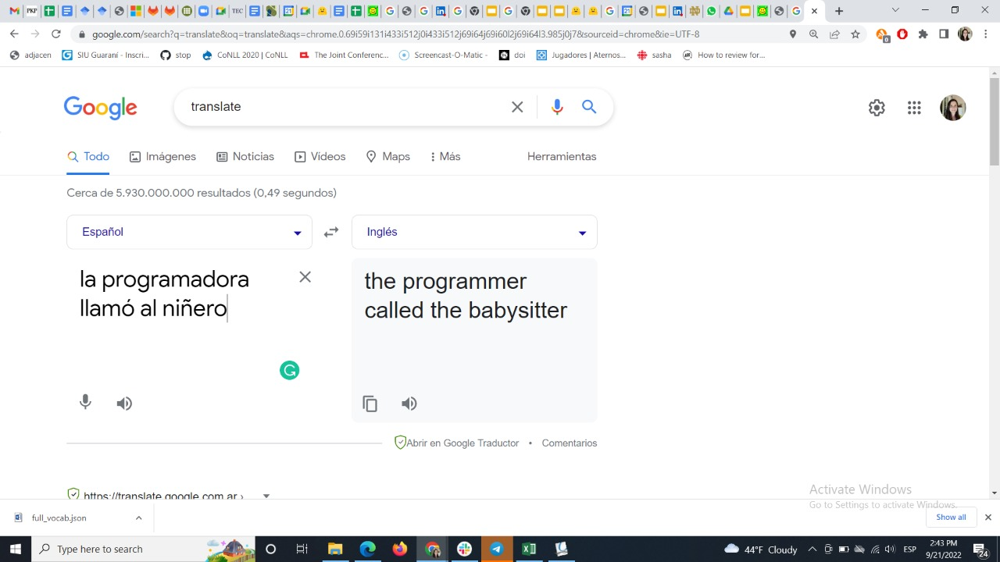 PKP
TEC
google.com/search?q=translate&oq=translate&aqs=chrome.0.69i59i131i433i512j0i433i512j69i64j69i60l2j69i64l3.985j0j7&sourceid=chrome&ie=UTF-8
adjacen
SIU Guaraní - Inscri...
stop
CoNLL 2020 | CoNLL
The Joint Conferenc...
Screencast-O-Matic -
doi
Jugadores | Aternos...
sasha
How to review for...
Google
translate
Todo
Imágenes
Noticias
Vídeos
Maps
Más
Herramientas
Cerca de 5.930.000.000 resultados (0,49 segundos)
Español
Inglés
la programadora
llamó al niñero
the programmer
called the babysitter
Abrir en Google Traductor • Comentarios
https://translate.google.com.ar ›
Activate Windows
Go to Settings to activate Windows.
full_vocab.json
Show all
Type here to search
44°F Cloudy
ESP
2:43 PM
9/21/2022
24